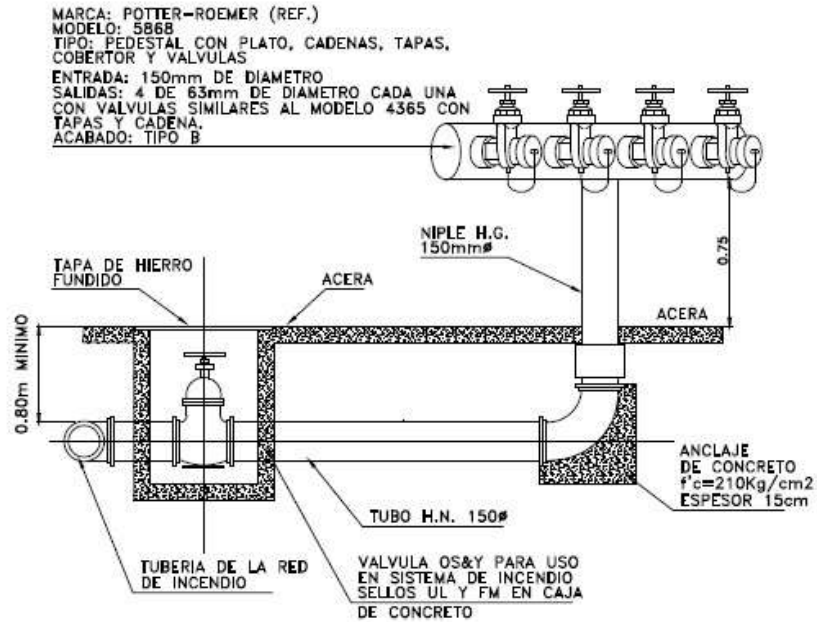 MARCA: POTTER-ROEMER (REF.)
MODELO: 5868
TIPO: PEDESTAL CON PLATO, CADENAS, TAPAS,
COBERTOR Y VALVULAS
ENTRADA: 150mm DE DIAMETRO
SALIDAS: 4 DE 63mm DE DIAMETRO CADA UNA
CON VALVULAS SIMILARES AL MODELO 4365 CON
TAPAS Y CADENA.
ACABADO: TIPO B
NIPLE H.G.
150mmø
0.75
TAPA DE HIERRO
FUNDIDO
ACERA
ACERA
0.80m MINIMO
ANCLAJE
DE CONCRETO
f'c=210Kg/cm2
ESPESOR 15cm
TUBO H.N. 150ø
TUBERIA DE LA RED
DE INCENDIO
VALVULA OS&Y PARA USO
EN SISTEMA DE INCENDIO
SELLOS UL Y FM EN CAJA
DE CONCRETO